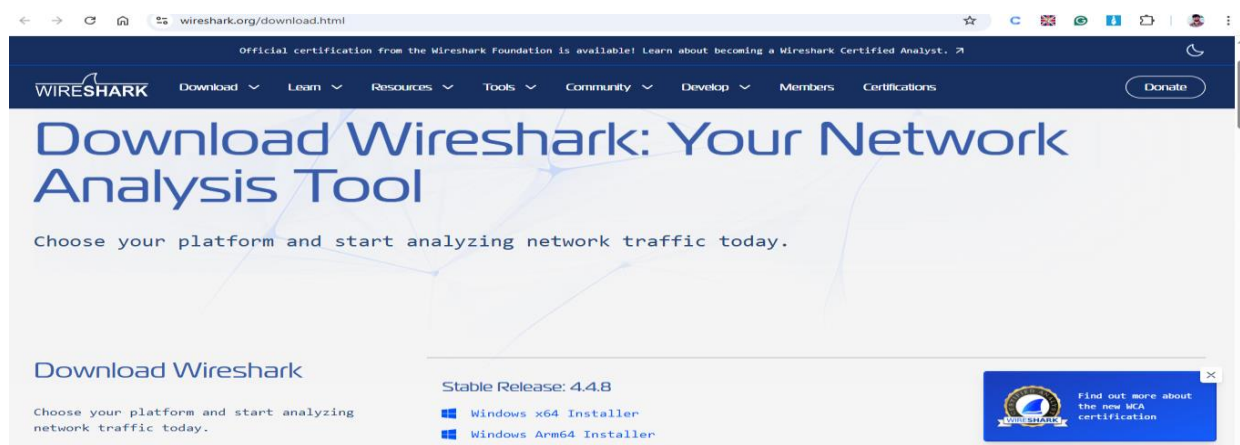 wireshark.org/download.html
Official certification from the Wireshark Foundation is available! Learn about becoming a Wireshark Certified Analyst.
WIRESHARK Download Learn Resources Tools Community Develop Members Certifications Donate
Download Wireshark: Your Network
Analysis Tool
Choose your platform and start analyzing network traffic today.
Download Wireshark
Choose your platform and start analyzing
network traffic today.
Stable Release: 4.4.8
Windows x64 Installer
Windows Arm64 Installer
WIRESHARK
Find out more about
the new WCA
certification